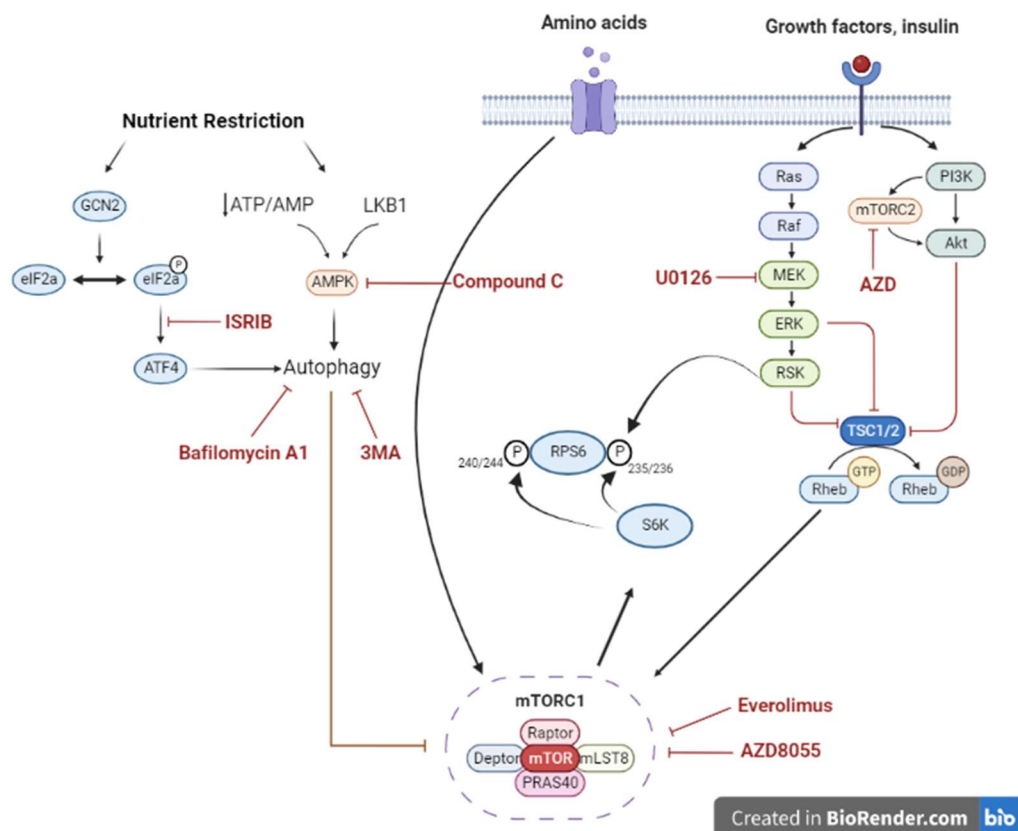 Amino acids
Growth factors, insulin
Nutrient Restriction
GCN2
↓ATP/AMP
LKB1
Ras
PI3K
mTORC2
Raf
Akt
eIF2a
eIF2a
P
AMPK
Compound C
U0126
MEK
AZD
ISRIB
ERK
ATF4
Autophagy
RSK
Bafilomycin A1
3MA
TSC1/2
240/244
P
RPS6
P
235/236
Rheb
GTP
Rheb
GDP
S6K
mTORC1
Raptor
Deptor
mTOR
mLST8
PRAS40
Everolimus
AZD8055
Created in BioRender.com
bio